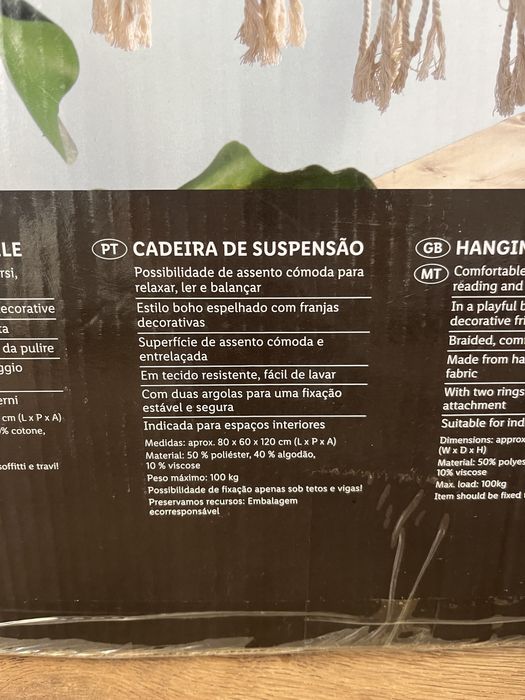 LE
rsi,
decorative
ta
da pulire
ggio
erni
cm (L x P x A)
% cotone,
soffitti e travi!
PT CADEIRA DE SUSPENSÃO
Possibilidade de assento cómoda para
relaxar, ler e balançar
Estilo boho espelhado com franjas
decorativas
Superfície de assento cómoda e
entrelaçada
Em tecido resistente, fácil de lavar
Com duas argolas para uma fixação
estável e segura
Indicada para espaços interiores
Medidas: aprox. 80 x 60 x 120 cm (L x P x A)
Material: 50 % poliéster, 40 % algodão,
10 % viscose
Peso máximo: 100 kg
Possibilidade de fixação apenas sob tetos e vigas!
Preservamos recursos: Embalagem
ecorresponsável
GB HANGIN
MT Comfortable
reading and
In a playful b
decorative fri
Braided, com
Made from ha
fabric
With two rings
attachment
Suitable for ind
Dimensions: approx
(W x D x H)
Material: 50% polyes
10% viscose
Max. load: 100kg
Item should be fixed